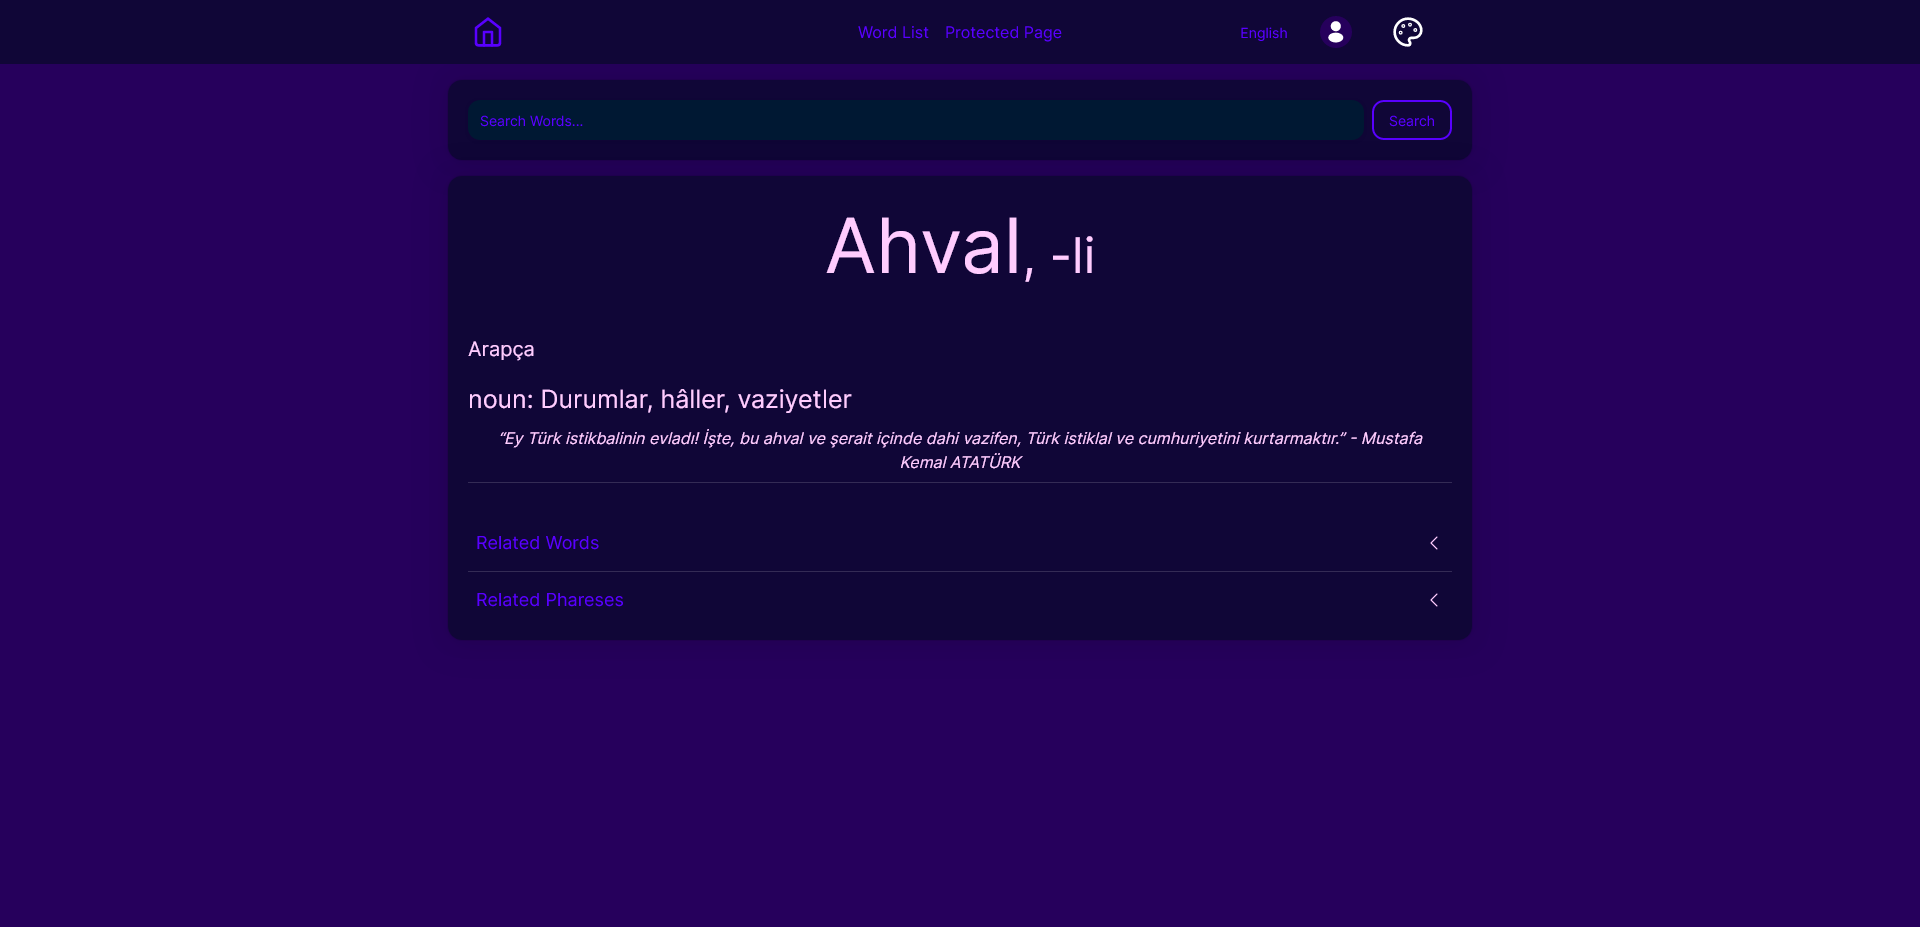 Word List Protected Page English
Search Words...
Search
Ahval, -li
Arapça
noun: Durumlar, hâller, vaziyetler
“Ey Türk istikbalinin evladı! İşte, bu ahval ve şerait içinde dahi vazifen, Türk istiklal ve cumhuriyetini kurtarmaktır.” - Mustafa
Kemal ATATÜRK
Related Words
Related Phareses